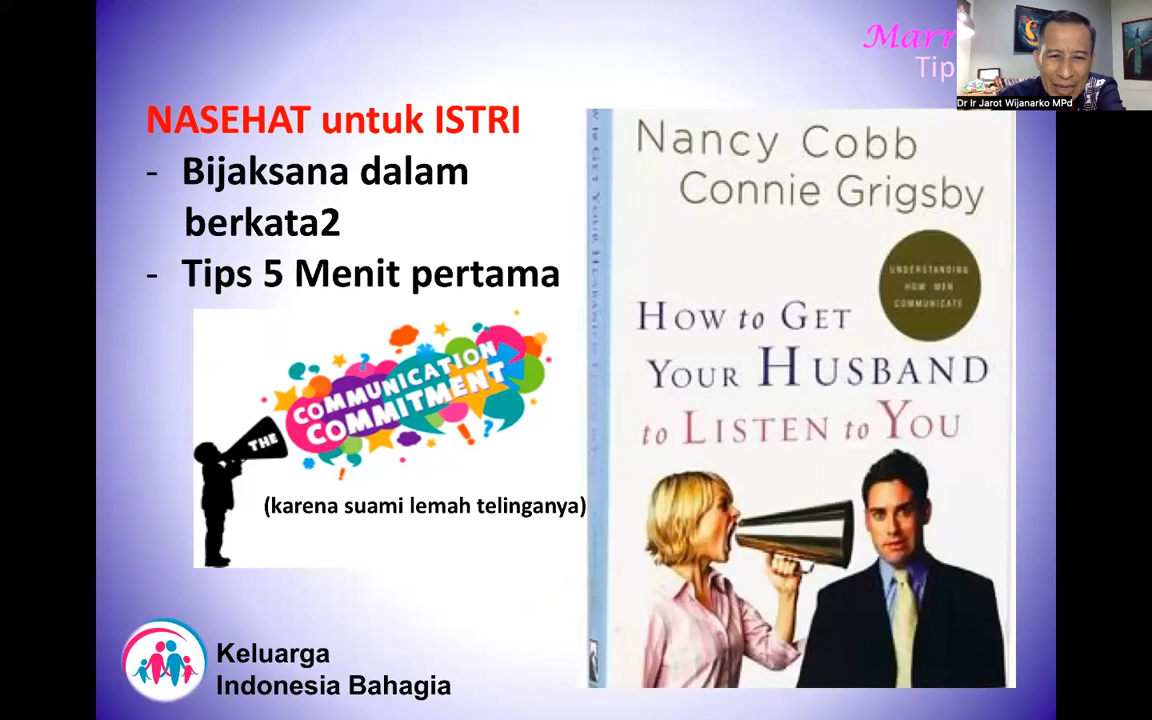 Marr
Tip
Dr Ir Jarot Wijanarko MPd
NASEHAT untuk ISTRI
- Bijaksana dalam
berkata2
- Tips 5 Menit pertama
THE
COMMUNICATION
COMMITMENT
(karena suami lemah telinganya)
Keluarga
Indonesia Bahagia
Nancy Cobb
Connie Grigsby
UNDERSTANDING
HOW MEN
COMMUNICATE
HOW to GET
YOUR HUSBAND
to LISTEN to YOU